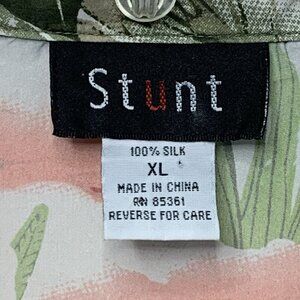 Stunt
100% SILK
XL
MADE IN CHINA
RN 85361
REVERSE FOR CARE